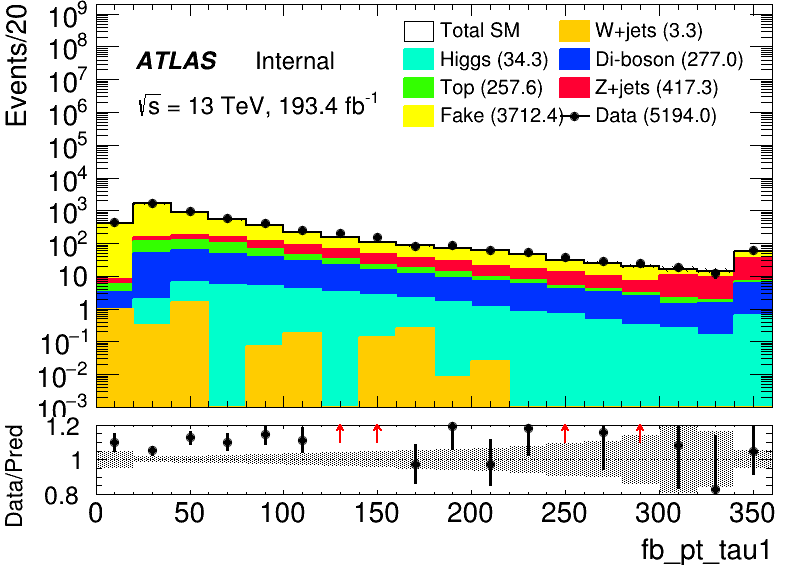 Events/20
10⁹
10⁸
10⁷
10⁶
10⁵
10⁴
10³
10²
10
1
10⁻¹
10⁻²
10⁻³
ATLAS Internal
√s = 13 TeV, 193.4 fb⁻¹
Total SM
Higgs (34.3)
Top (257.6)
Fake (3712.4)
W+jets (3.3)
Di-boson (277.0)
Z+jets (417.3)
Data (5194.0)
Data/Pred
1.2
1
0.8
0 50 100 150 200 250 300 350
fb_pt_tau1